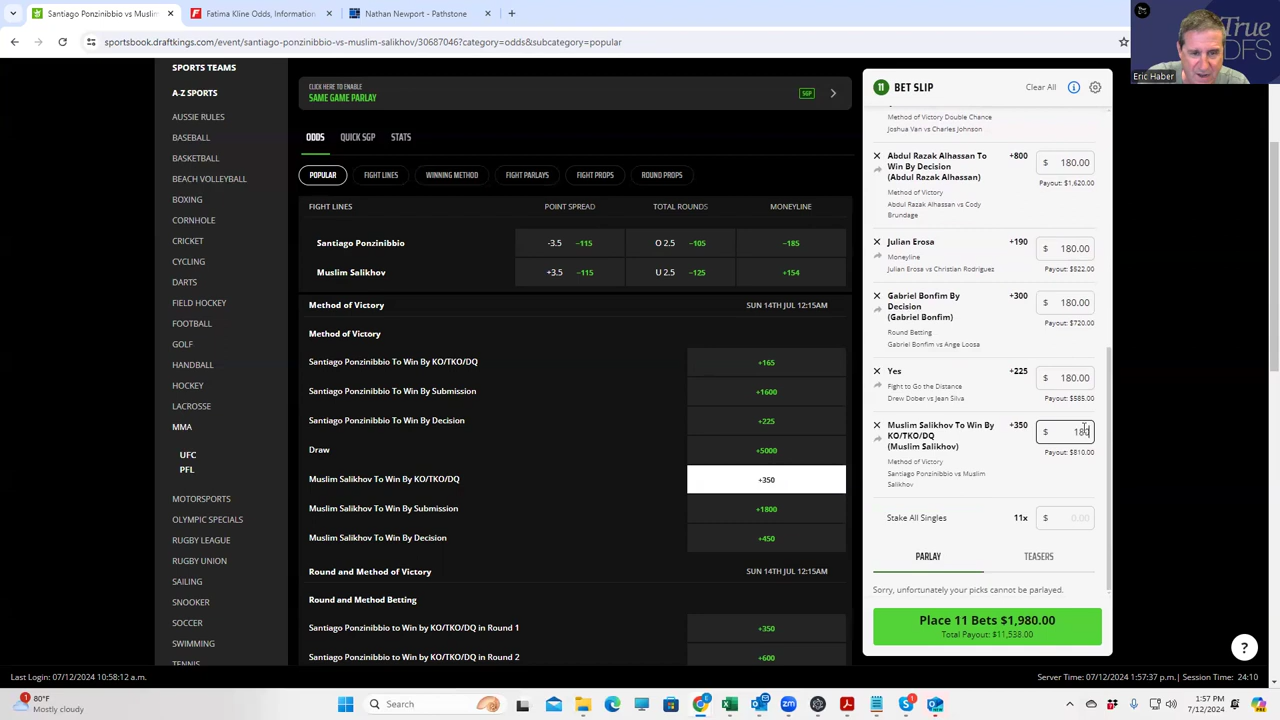 Santiago Ponzinibbio vs Muslim
Fatima Kline Odds, Information
Nathan Newport - Pathstone
sportsbook.draftkings.com/event/santiago-ponzinibbio-vs-muslim-salikhov/30687046?category=odds&subcategory=popular
True
DFS
Eric Haber
SPORTS TEAMS
A-Z SPORTS
AUSSIE RULES
BASEBALL
BASKETBALL
BEACH VOLLEYBALL
BOXING
CORNHOLE
CRICKET
CYCLING
DARTS
FIELD HOCKEY
FOOTBALL
GOLF
HANDBALL
HOCKEY
LACROSSE
MMA
UFC
PFL
MOTORSPORTS
OLYMPIC SPORTS
RUGBY LEAGUE
RUGBY UNION
SAILING
SNOOKER
SOCCER
SWIMMING
TENNIS
CLICK HERE TO ENABLE
SAME GAME PARLAY
SGP
ODDS QUICK SGP STATS
POPULAR FIGHT LINES WINNING METHOD FIGHT PARLAYS FIGHT PROPS ROUND PROPS
FIGHT LINES POINT SPREAD TOTAL ROUNDS MONEYLINE
Santiago Ponzinibbio -3.5 −115 O 2.5 −105 −185
Muslim Salikhov +3.5 −115 U 2.5 −125 +154
Method of Victory SUN 14TH JUL 12:15AM
Method of Victory
Santiago Ponzinibbio To Win By KO/TKO/DQ +165
Santiago Ponzinibbio To Win By Submission +1600
Santiago Ponzinibbio To Win By Decision +225
Draw +5000
Muslim Salikhov To Win By KO/TKO/DQ +350
Muslim Salikhov To Win By Submission +1800
Muslim Salikhov To Win By Decision +450
Round and Method of Victory SUN 14TH JUL 12:15AM
Round and Method Betting
Santiago Ponzinibbio to Win by KO/TKO/DQ in Round 1 +350
Santiago Ponzinibbio to Win by KO/TKO/DQ in Round 2 +600
11 BET SLIP Clear All
Method of Victory Double Chance
Joshua Van vs Charles Johnson
Abdul Razak Alhassan To +800 $ 180.00
Win By Decision
(Abdul Razak Alhassan) Payout: $1,620.00
Method of Victory
Abdul Razak Alhassan vs Cody
Brundage
Julian Erosa +190 $ 180.00
Moneyline
Julian Erosa vs Christian Rodriguez Payout: $522.00
Gabriel Bonfim By +300 $ 180.00
Decision
(Gabriel Bonfim) Payout: $720.00
Round Betting
Gabriel Bonfim vs Ange Loosa
Yes +225 $ 180.00
Fight to Go the Distance
Drew Dober vs Jean Silva Payout: $585.00
Muslim Salikhov To Win By +350 $ 180
KO/TKO/DQ
(Muslim Salikhov) Payout: $810.00
Method of Victory
Santiago Ponzinibbio vs Muslim
Salikhov
Stake All Singles 11x $ 0.00
PARLAY TEASERS
Sorry, unfortunately your picks cannot be parlayed.
Place 11 Bets $1,980.00
Total Payout: $11,538.00
?
Last Login: 07/12/2024 10:58:12 a.m. Server Time: 07/12/2024 1:57:37 p.m. | Session Time: 24:10
80°F
Mostly cloudy
Search
1:57 PM
7/12/2024